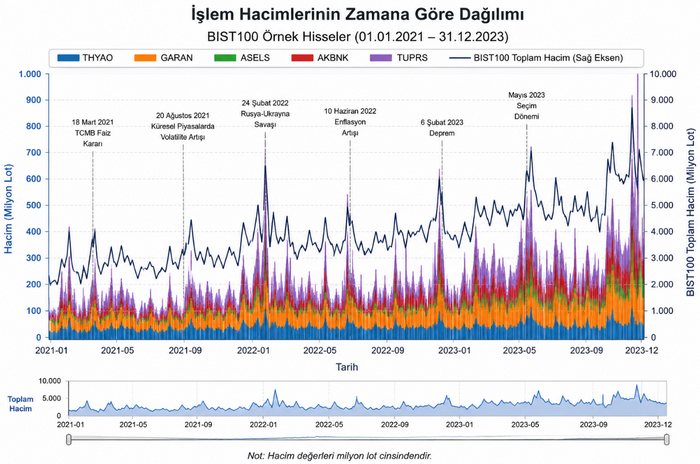 İşlem Hacimlerinin Zamana Göre Dağılımı
BIST100 Örnek Hisseler (01.01.2021 – 31.12.2023)
THYAO GARAN ASELS AKBNK TUPRS BIST100 Toplam Hacim (Sağ Eksen)
Hacim (Milyon Lot)
1.000
900
800
700
600
500
400
300
200
100
0
18 Mart 2021
TCMB Faiz
Kararı
20 Ağustos 2021
Küresel Piyasalarda
Volatilite Artışı
24 Şubat 2022
Rusya-Ukrayna
Savaşı
10 Haziran 2022
Enflasyon
Artışı
6 Şubat 2023
Deprem
Mayıs 2023
Seçim
Dönemi
10.000
9.000
8.000
7.000
6.000
5.000
4.000
3.000
2.000
1.000
0
BIST100 Toplam Hacim (Milyon Lot)
2021-01 2021-05 2021-09 2022-01 2022-05 2022-09 2023-01 2023-05 2023-09 2023-12
Tarih
Toplam
Hacim
10.000
5.000
0
2021-01 2021-05 2021-09 2022-01 2022-05 2022-09 2023-01 2023-05 2023-09 2023-12
Not: Hacim değerleri milyon lot cinsindendir.